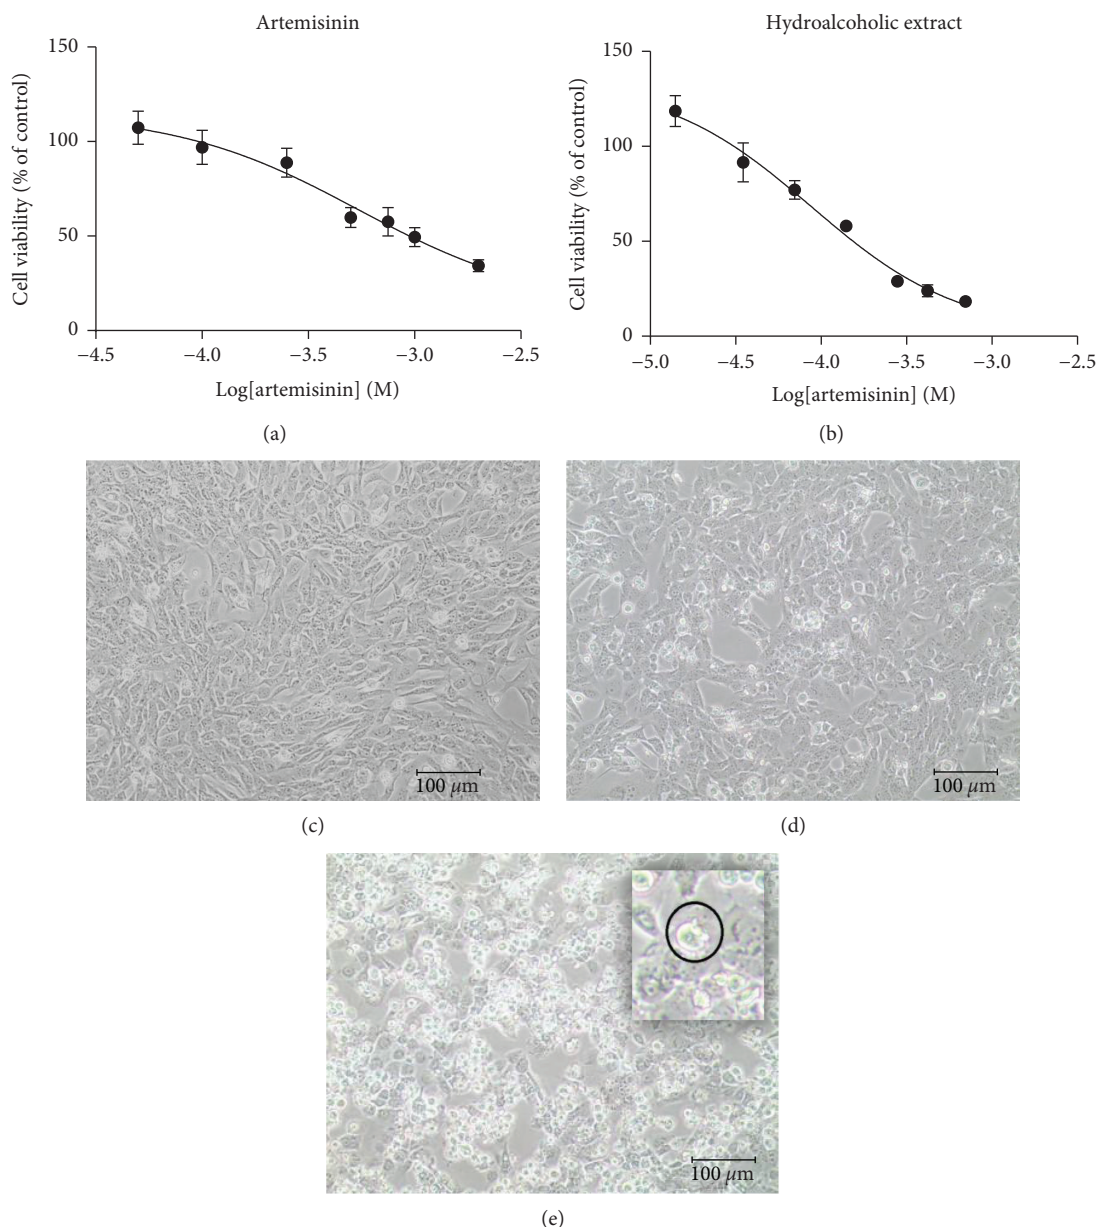 Artemisinin
Cell viability (% of control)
150
100
50
0
−4.5 −4.0 −3.5 −3.0 −2.5
Log[artemisinin] (M)
(a)
Hydroalcoholic extract
Cell viability (% of control)
150
100
50
0
−5.0 −4.5 −4.0 −3.5 −3.0 −2.5
Log[artemisinin] (M)
(b)
100 μm
(c)
100 μm
(d)
100 μm
(e)